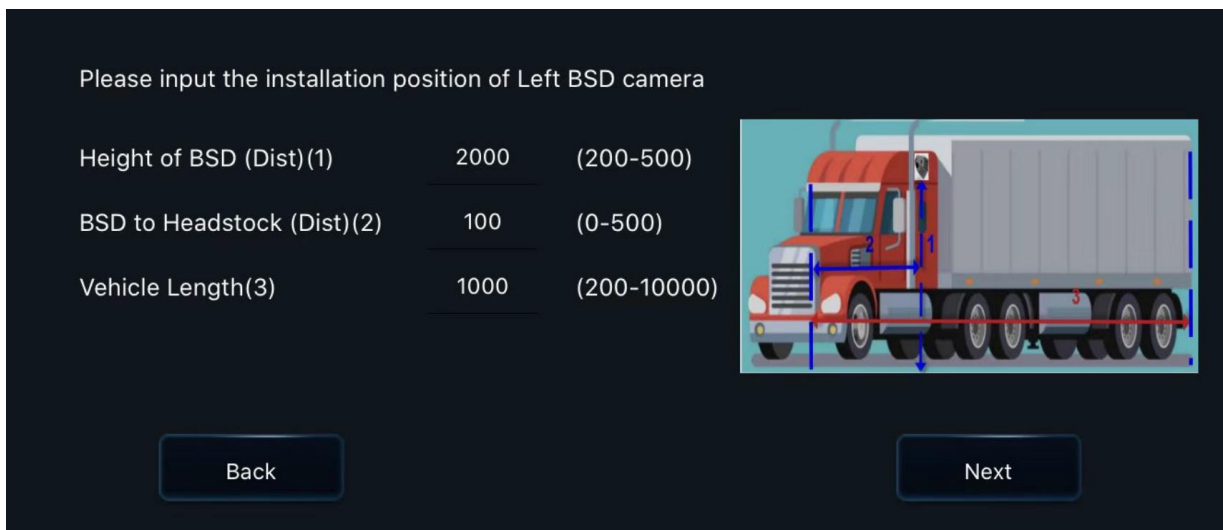 Please input the installation position of Left BSD camera
Height of BSD (Dist)(1) 2000 (200-500)
BSD to Headstock (Dist)(2) 100 (0-500)
Vehicle Length(3) 1000 (200-10000)
2
1
3
Back
Next